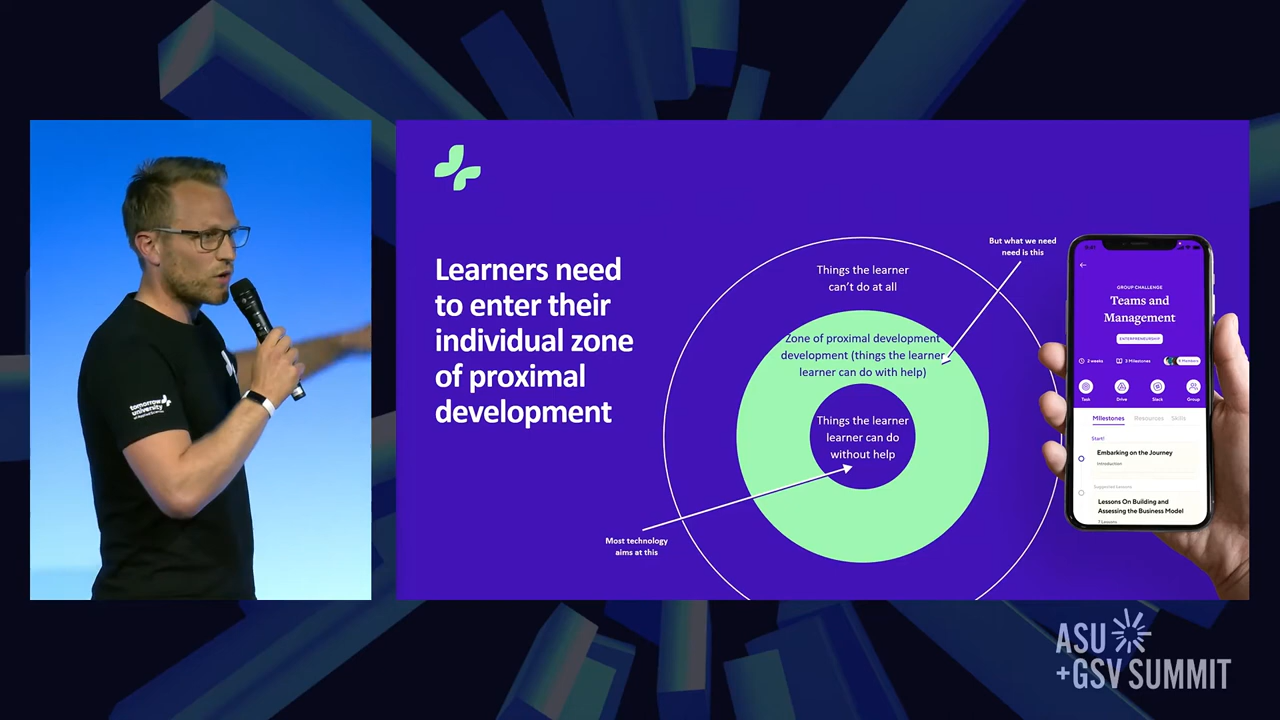 tomorrow
university
Learners need
to enter their
individual zone
of proximal
development
Things the learner
can't do at all
But what we need
need is this
Zone of proximal development
development (things the learner
learner can do with help)
Things the learner
learner can do
without help
Most technology
aims at this
GROUP CHALLENGE
Teams and
Management
ENTREPRENEURSHIP
2 weeks
3 Milestones
Task
Drive
Slack
Group
Milestones
Resources
Skills
Start!
Embarking on the Journey
Introduction
Suggested Lessons
Lessons On Building and
Assessing the Business Model
7 Lessons
ASU
+GSV SUMMIT